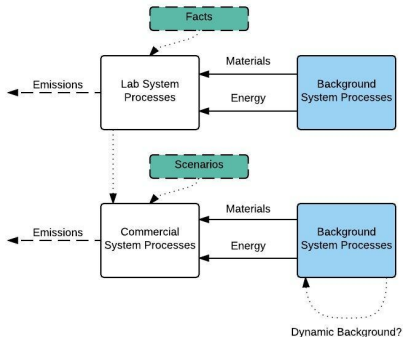 Facts
Materials
Emissions
Lab System
Processes
Background
System Processes
Energy
Scenarios
Materials
Emissions
Commercial
System Processes
Background
System Processes
Energy
Dynamic Background?